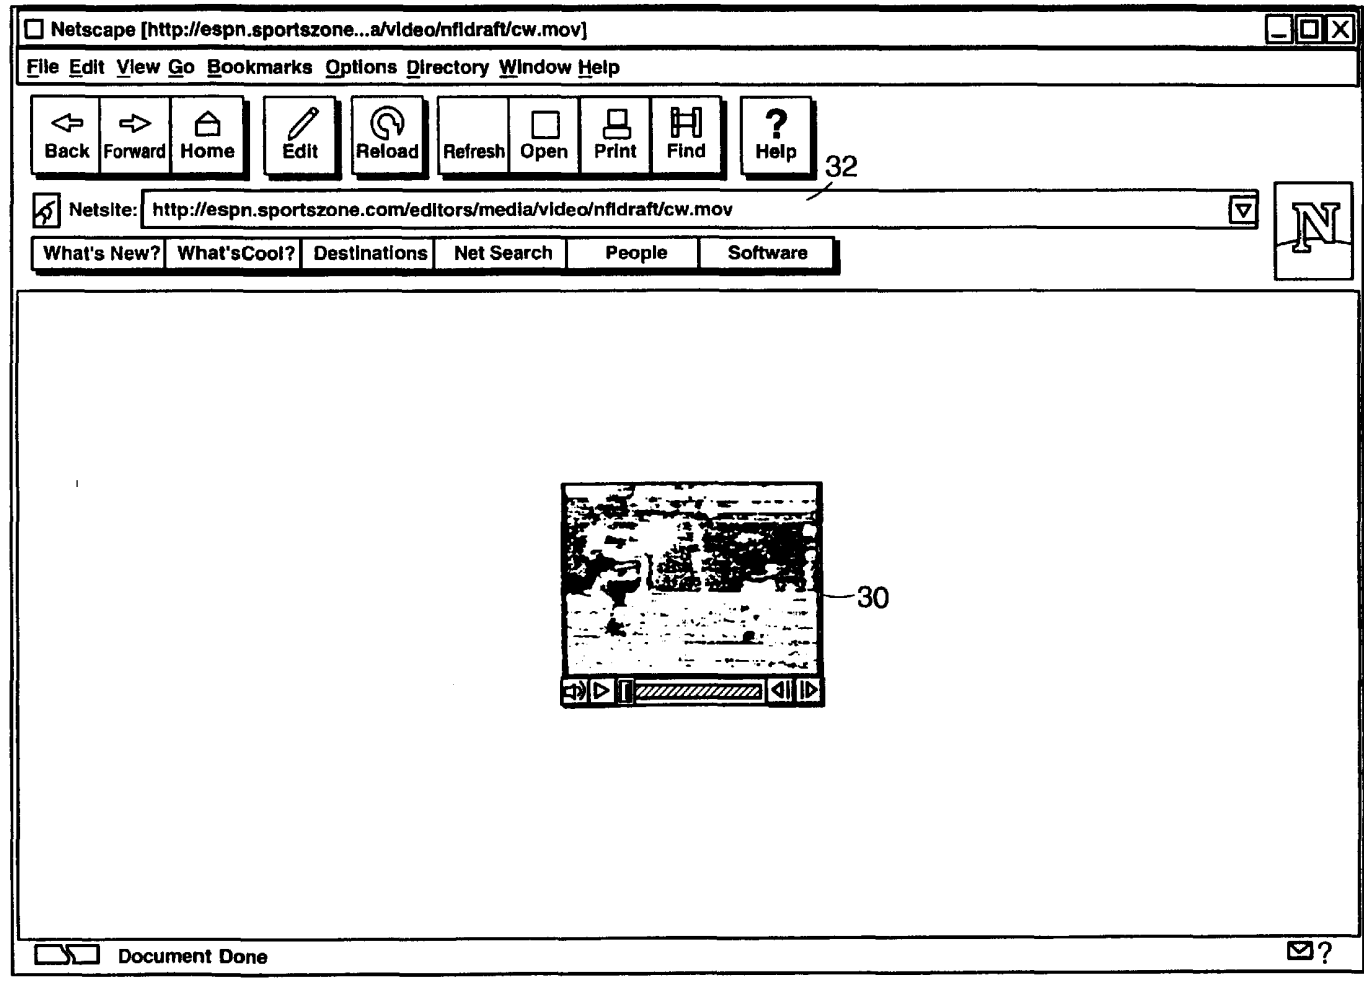 Netscape [http://espn.sportszone...a/video/nfldraft/cw.mov]
File Edit View Go Bookmarks Options Directory Window Help
Back Forward Home Edit Reload Refresh Open Print Find ? Help
32
Netsite: http://espn.sportszone.com/editors/media/video/nfldraft/cw.mov
N
What's New? What'sCool? Destinations Net Search People Software
30
Document Done ?